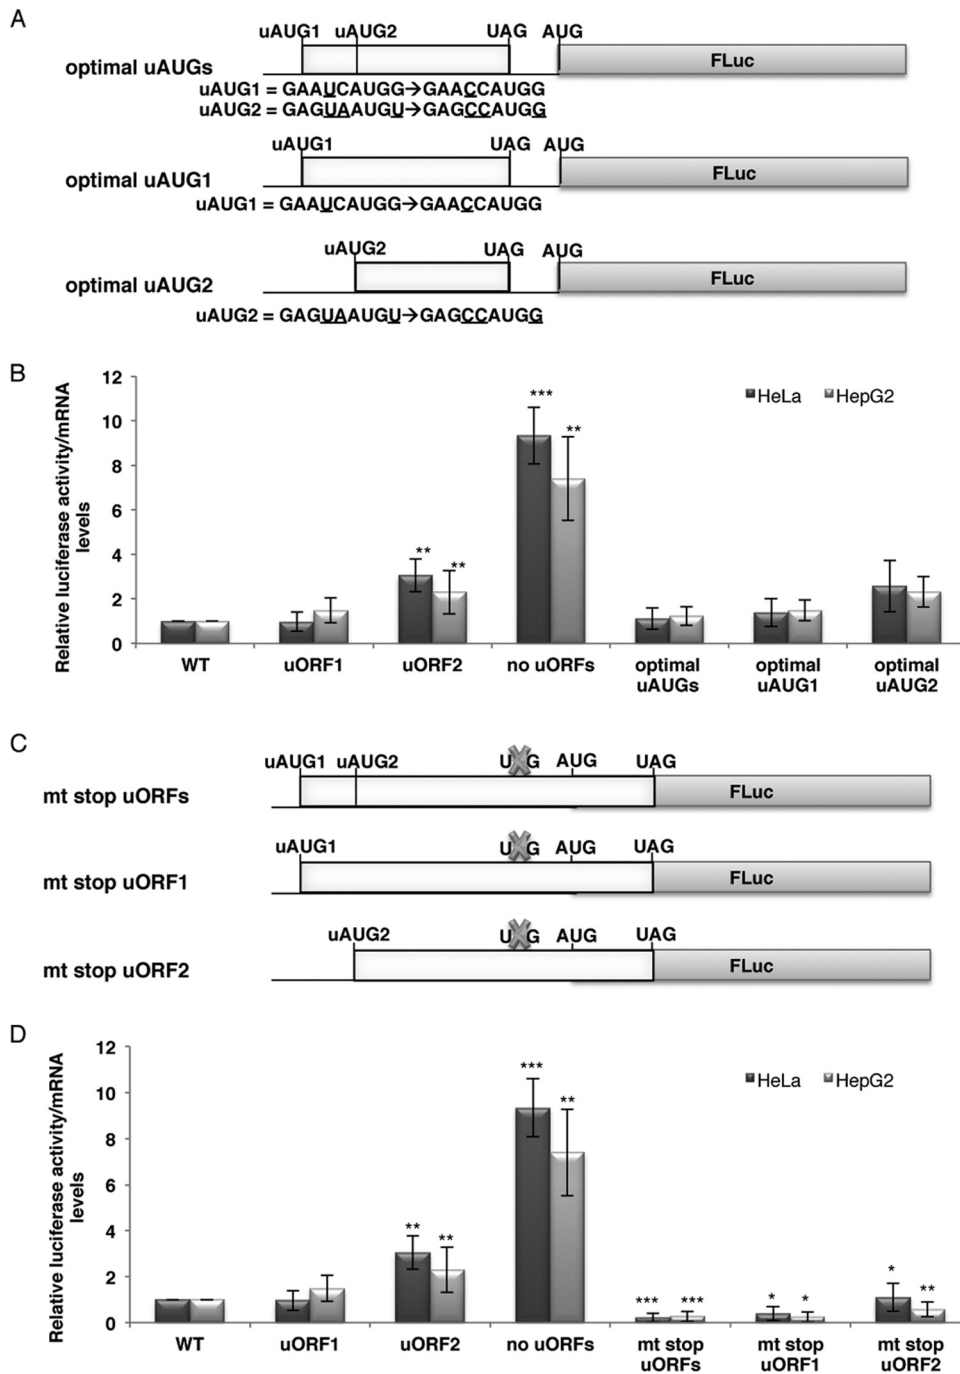 A
uAUG1 uAUG2 UAG AUG
optimal uAUGs FLuc
uAUG1 = GAAUCAUGG→GAACCAUGG
uAUG2 = GAGUAAUGU→GAGCCAUGG
uAUG1 UAG AUG
optimal uAUG1 FLuc
uAUG1 = GAAUCAUGG→GAACCAUGG
uAUG2 UAG AUG
optimal uAUG2 FLuc
uAUG2 = GAGUAAUGU→GAGCCAUGG
B
Relative luciferase activity/mRNA
levels
12
10
8
6
4
2
0
HeLa HepG2
** ** *** **
WT uORF1 uORF2 no uORFs optimal uAUGs optimal uAUG1 optimal uAUG2
C
uAUG1 uAUG2 U G AUG UAG
mt stop uORFs FLuc
uAUG1 U G AUG UAG
mt stop uORF1 FLuc
uAUG2 U G AUG UAG
mt stop uORF2 FLuc
D
Relative luciferase activity/mRNA
levels
12
10
8
6
4
2
0
HeLa HepG2
** ** *** ** *** *** * * * **
WT uORF1 uORF2 no uORFs mt stop uORFs mt stop uORF1 mt stop uORF2